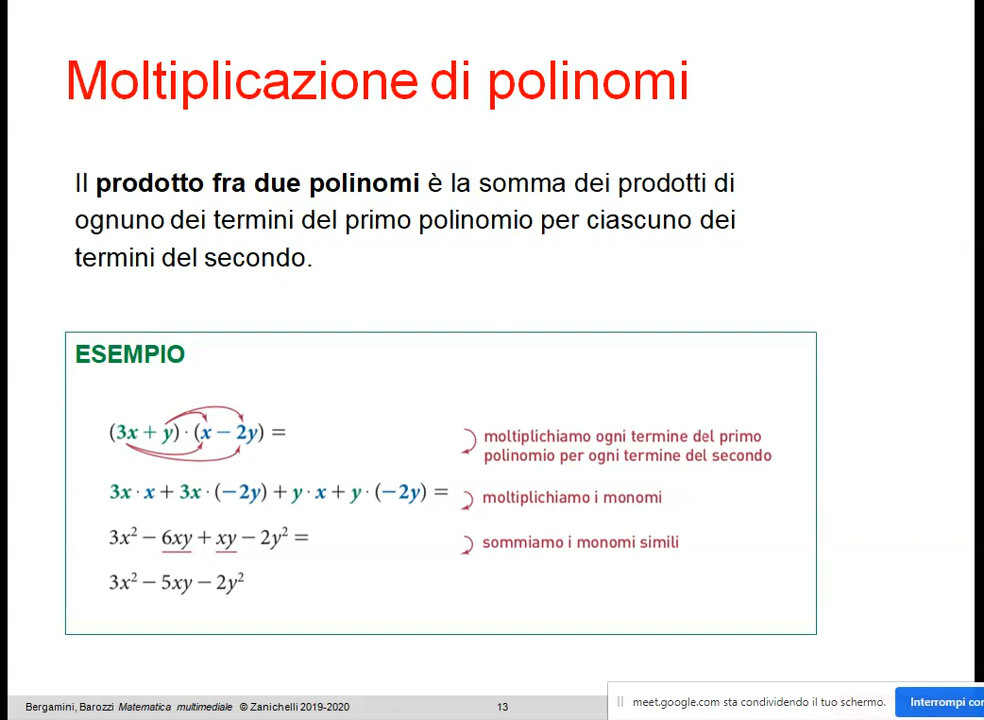 Moltiplicazione di polinomi
Il prodotto fra due polinomi è la somma dei prodotti di
ognuno dei termini del primo polinomio per ciascuno dei
termini del secondo.
ESEMPIO
(3x + y) · (x − 2y) =
moltiplichiamo ogni termine del primo
polinomio per ogni termine del secondo
3x · x + 3x · (−2y) + y · x + y · (−2y) =
moltiplichiamo i monomi
3x² − 6xy + xy − 2y² =
sommiamo i monomi simili
3x² − 5xy − 2y²
Bergamini, Barozzi Matematica multimediale © Zanichelli 2019-2020
13
meet.google.com sta condividendo il tuo schermo.
Interrompi con